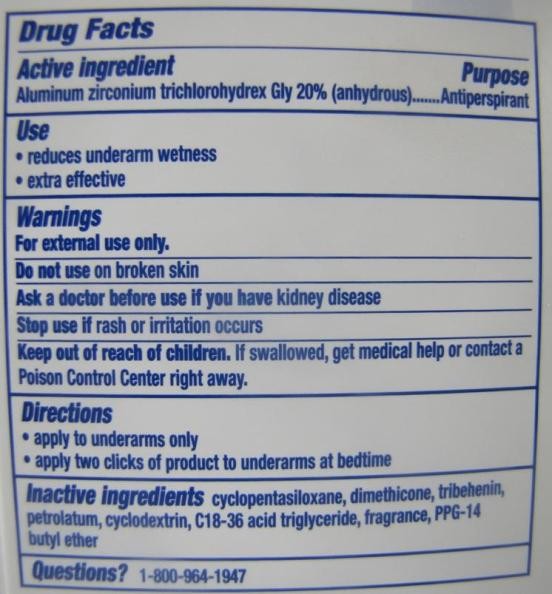 Drug Facts
Active ingredient Purpose
Aluminum zirconium trichlorohydrex Gly 20% (anhydrous).......Antiperspirant
Use
• reduces underarm wetness
• extra effective
Warnings
For external use only.
Do not use on broken skin
Ask a doctor before use if you have kidney disease
Stop use if rash or irritation occurs
Keep out of reach of children. If swallowed, get medical help or contact a
Poison Control Center right away.
Directions
• apply to underarms only
• apply two clicks of product to underarms at bedtime
Inactive ingredients cyclopentasiloxane, dimethicone, tribehenin,
petrolatum, cyclodextrin, C18-36 acid triglyceride, fragrance, PPG-14
butyl ether
Questions? 1-800-964-1947